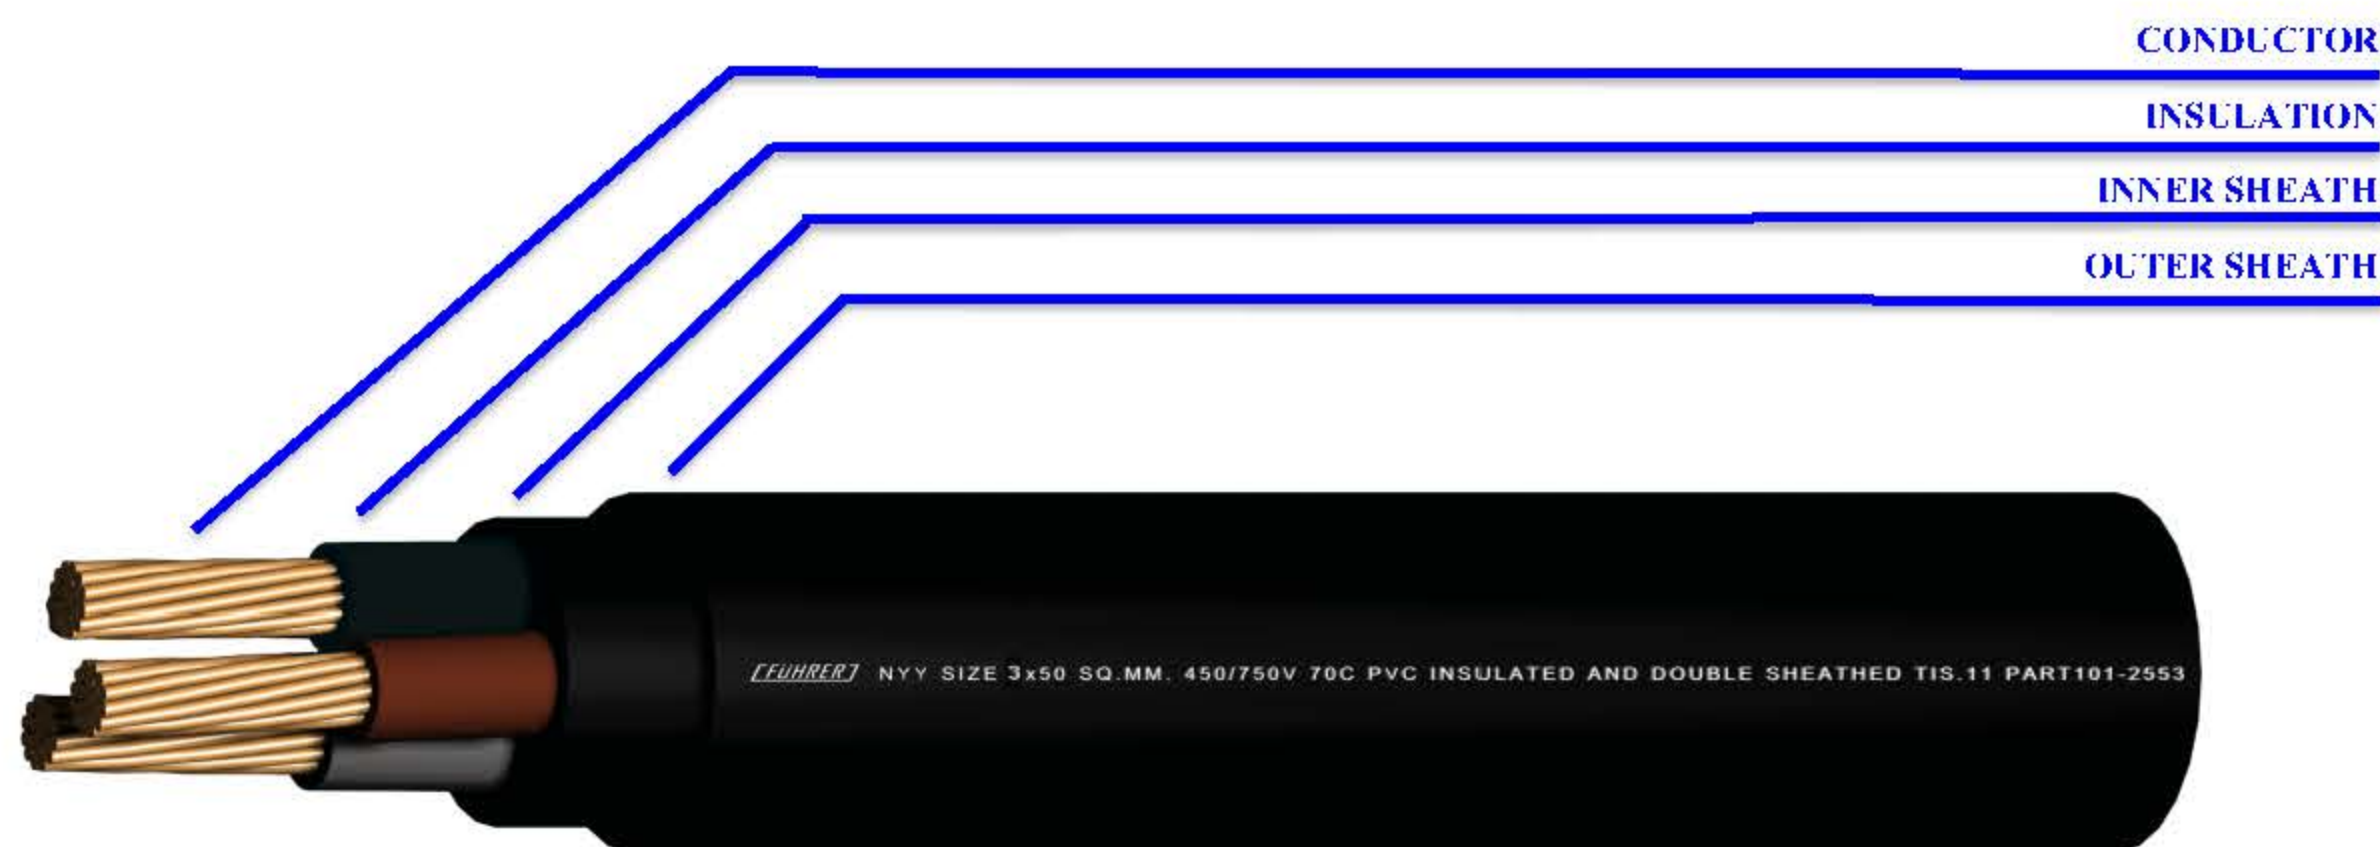 CONDUCTOR
INSULATION
INNER SHEATH
OUTER SHEATH
FUHRER NYY SIZE 3x50 SQ.MM. 450/750V 70C PVC INSULATED AND DOUBLE SHEATHED TIS.11 PART101-2553